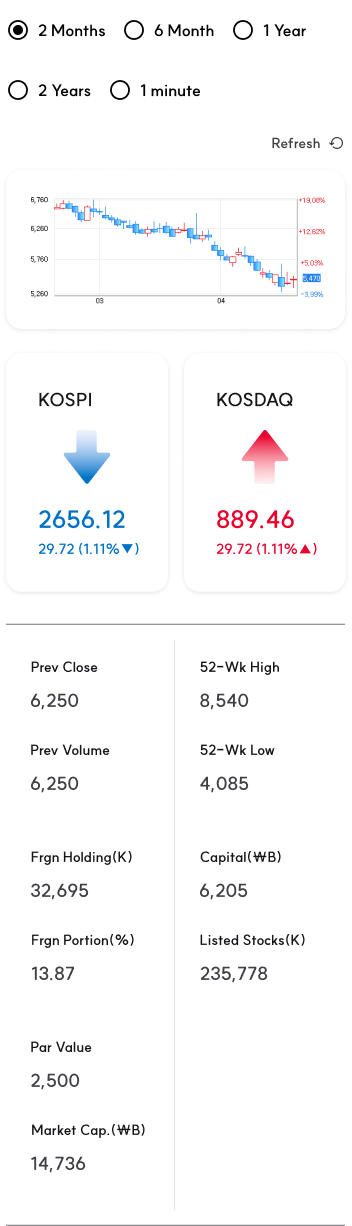 2 Months 6 Month 1 Year
2 Years 1 minute
Refresh
6,760 +19,08%
6,260 +12,62%
5,760 +5,03%
5,470
5,260 −3,99%
03 04
KOSPI KOSDAQ
2656.12 889.46
29.72 (1.11%▼) 29.72 (1.11%▲)
Prev Close 52-Wk High
6,250 8,540
Prev Volume 52-Wk Low
6,250 4,085
Frgn Holding(K) Capital(₩B)
32,695 6,205
Frgn Portion(%) Listed Stocks(K)
13.87 235,778
Par Value
2,500
Market Cap.(₩B)
14,736